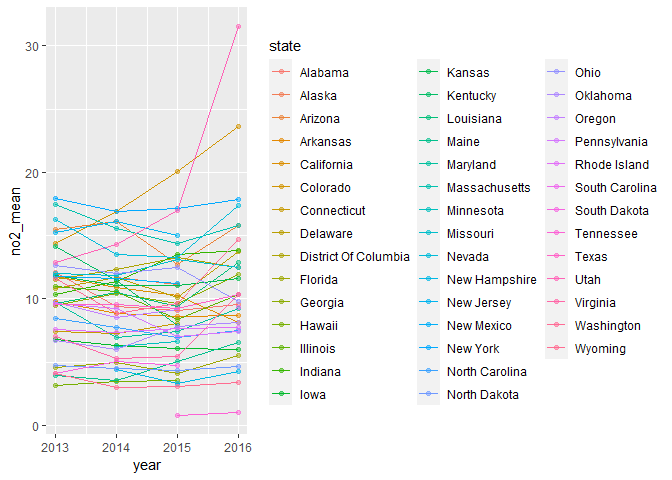 no2_mean
30
20
10
0
2013 2014 2015 2016
year
state
Alabama
Alaska
Arizona
Arkansas
California
Colorado
Connecticut
Delaware
District Of Columbia
Florida
Georgia
Hawaii
Illinois
Indiana
Iowa
Kansas
Kentucky
Louisiana
Maine
Maryland
Massachusetts
Minnesota
Missouri
Nevada
New Hampshire
New Jersey
New Mexico
New York
North Carolina
North Dakota
Ohio
Oklahoma
Oregon
Pennsylvania
Rhode Island
South Carolina
South Dakota
Tennessee
Texas
Utah
Virginia
Washington
Wyoming